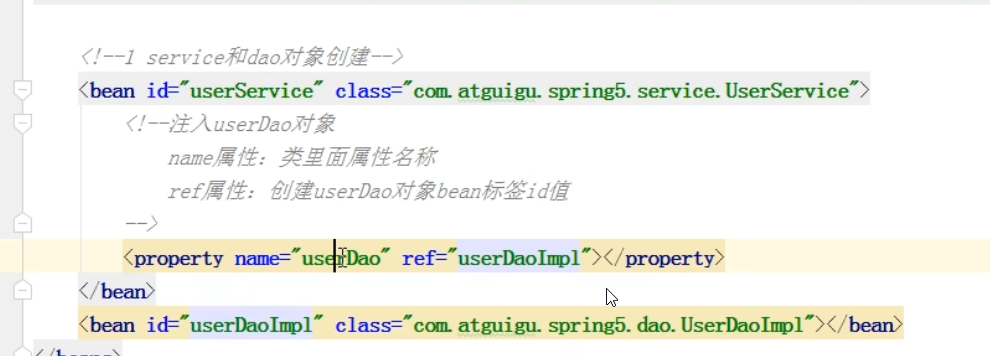 <!--1 service和dao对象创建-->
<bean id="userService" class="com.atguigu.spring5.service.UserService">
<!--注入userDao对象
name属性：类里面属性名称
ref属性：创建userDao对象bean标签id值
-->
<property name="userDao" ref="userDaoImpl"></property>
</bean>
<bean id="userDaoImpl" class="com.atguigu.spring5.dao.UserDaoImpl"></bean>
</beans>